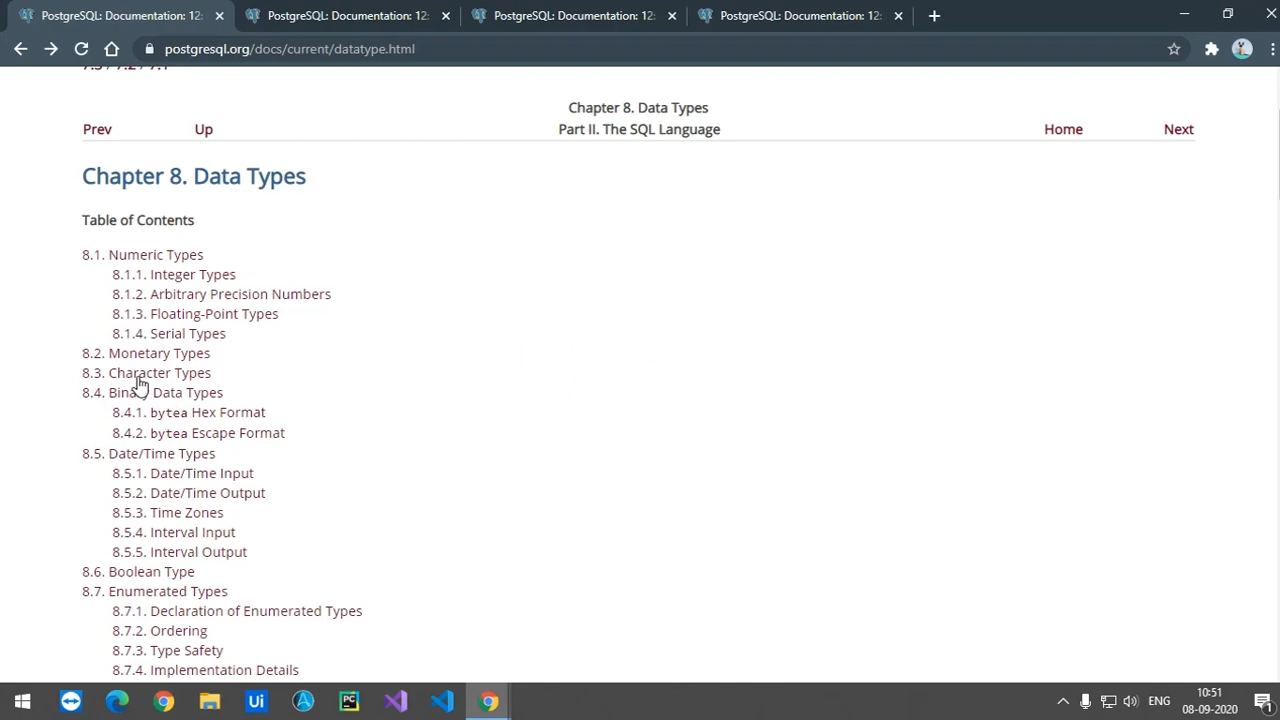 PostgreSQL: Documentation: 12:
PostgreSQL: Documentation: 12:
PostgreSQL: Documentation: 12:
PostgreSQL: Documentation: 12:
postgresql.org/docs/current/datatype.html
Chapter 8. Data Types
Prev Up Part II. The SQL Language Home Next
Chapter 8. Data Types
Table of Contents
8.1. Numeric Types
8.1.1. Integer Types
8.1.2. Arbitrary Precision Numbers
8.1.3. Floating-Point Types
8.1.4. Serial Types
8.2. Monetary Types
8.3. Character Types
8.4. Binary Data Types
8.4.1. bytea Hex Format
8.4.2. bytea Escape Format
8.5. Date/Time Types
8.5.1. Date/Time Input
8.5.2. Date/Time Output
8.5.3. Time Zones
8.5.4. Interval Input
8.5.5. Interval Output
8.6. Boolean Type
8.7. Enumerated Types
8.7.1. Declaration of Enumerated Types
8.7.2. Ordering
8.7.3. Type Safety
8.7.4. Implementation Details
Ui PC ENG 10:51
08-09-2020 1